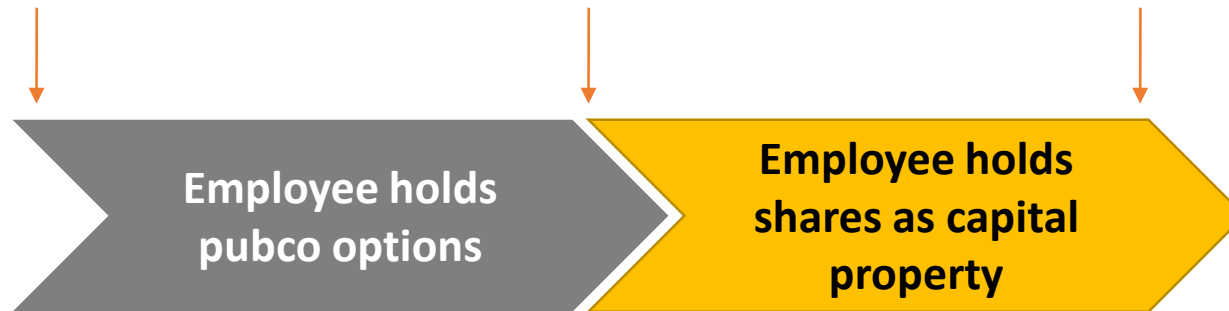 Employee holds
pubco options
Employee holds
shares as capital
property